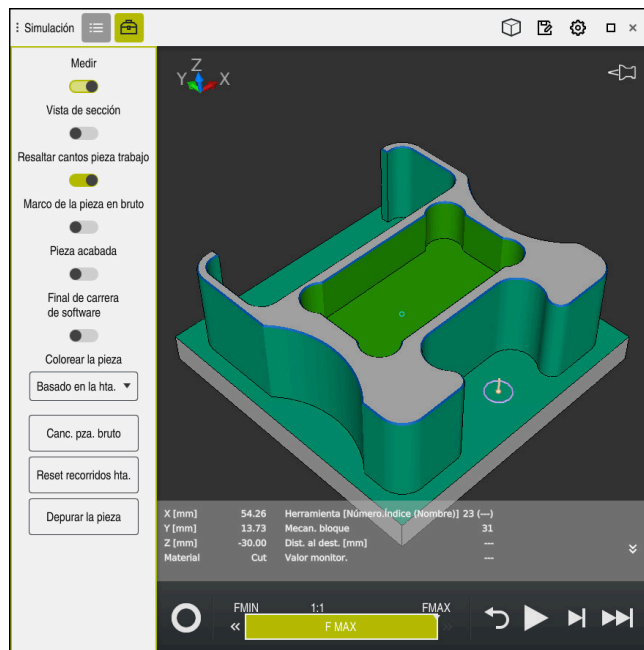 Simulación
Medir
Vista de sección
Resaltar cantos pieza trabajo
Marco de la pieza en bruto
Pieza acabada
Final de carrera
de software
Colorear la pieza
Basado en la hta.
Canc. pza. bruto
Reset recorridos hta.
Depurar la pieza
Z
Y X
X [mm] 54.26 Herramienta [Número.Índice (Nombre)] 23 (---)
Y [mm] 13.73 Mecan. bloque 31
Z [mm] -30.00 Dist. al dest. [mm] ---
Material Cut Valor monitor. ---
FMIN 1:1 FMAX
F MAX